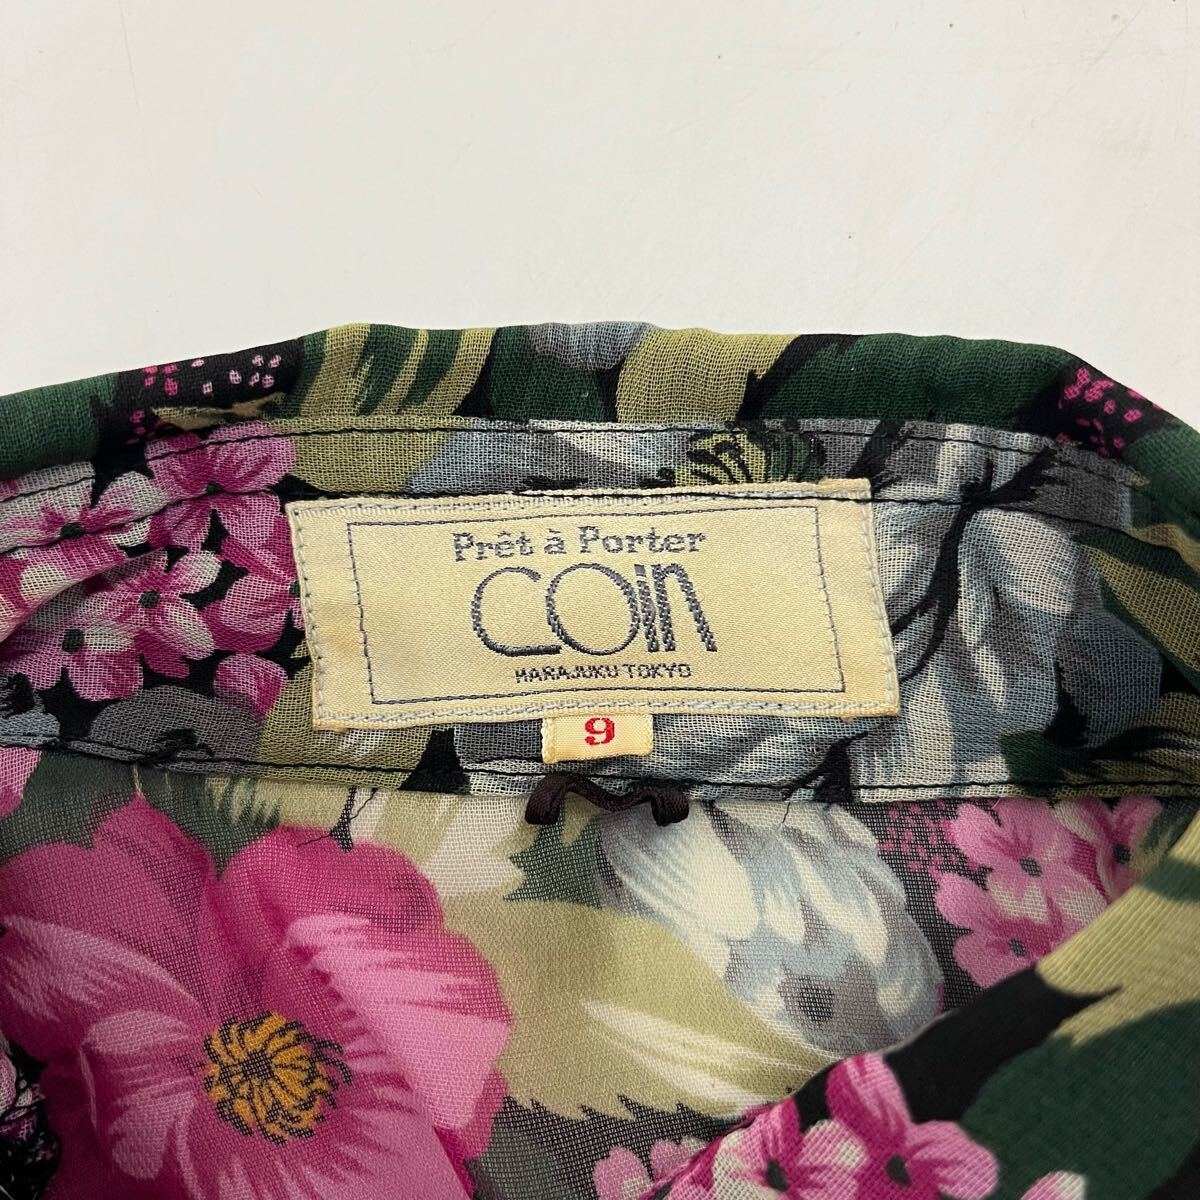 Prêt à Porter
COin
HARAJUKU TOKYO
9